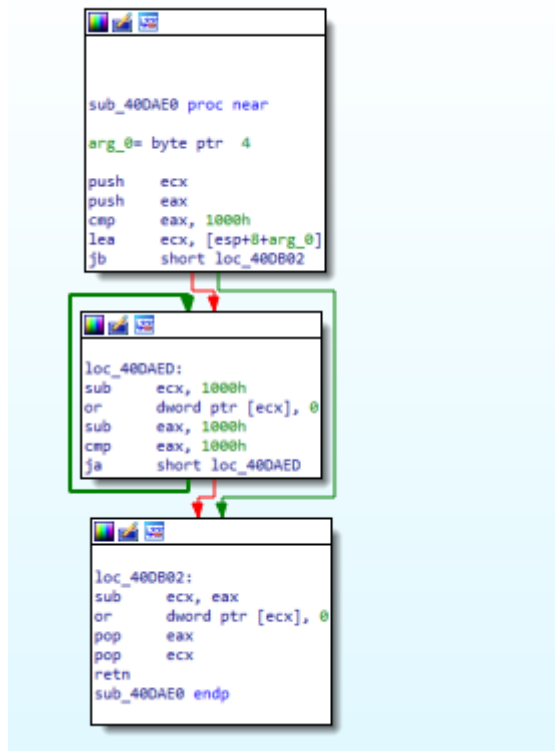 sub_40DAE0 proc near
arg_0= byte ptr 4
push ecx
push eax
cmp eax, 1000h
lea ecx, [esp+8+arg_0]
jb short loc_40DB02
loc_40DAED:
sub ecx, 1000h
or dword ptr [ecx], 0
sub eax, 1000h
cmp eax, 1000h
ja short loc_40DAED
loc_40DB02:
sub ecx, eax
or dword ptr [ecx], 0
pop eax
pop ecx
retn
sub_40DAE0 endp